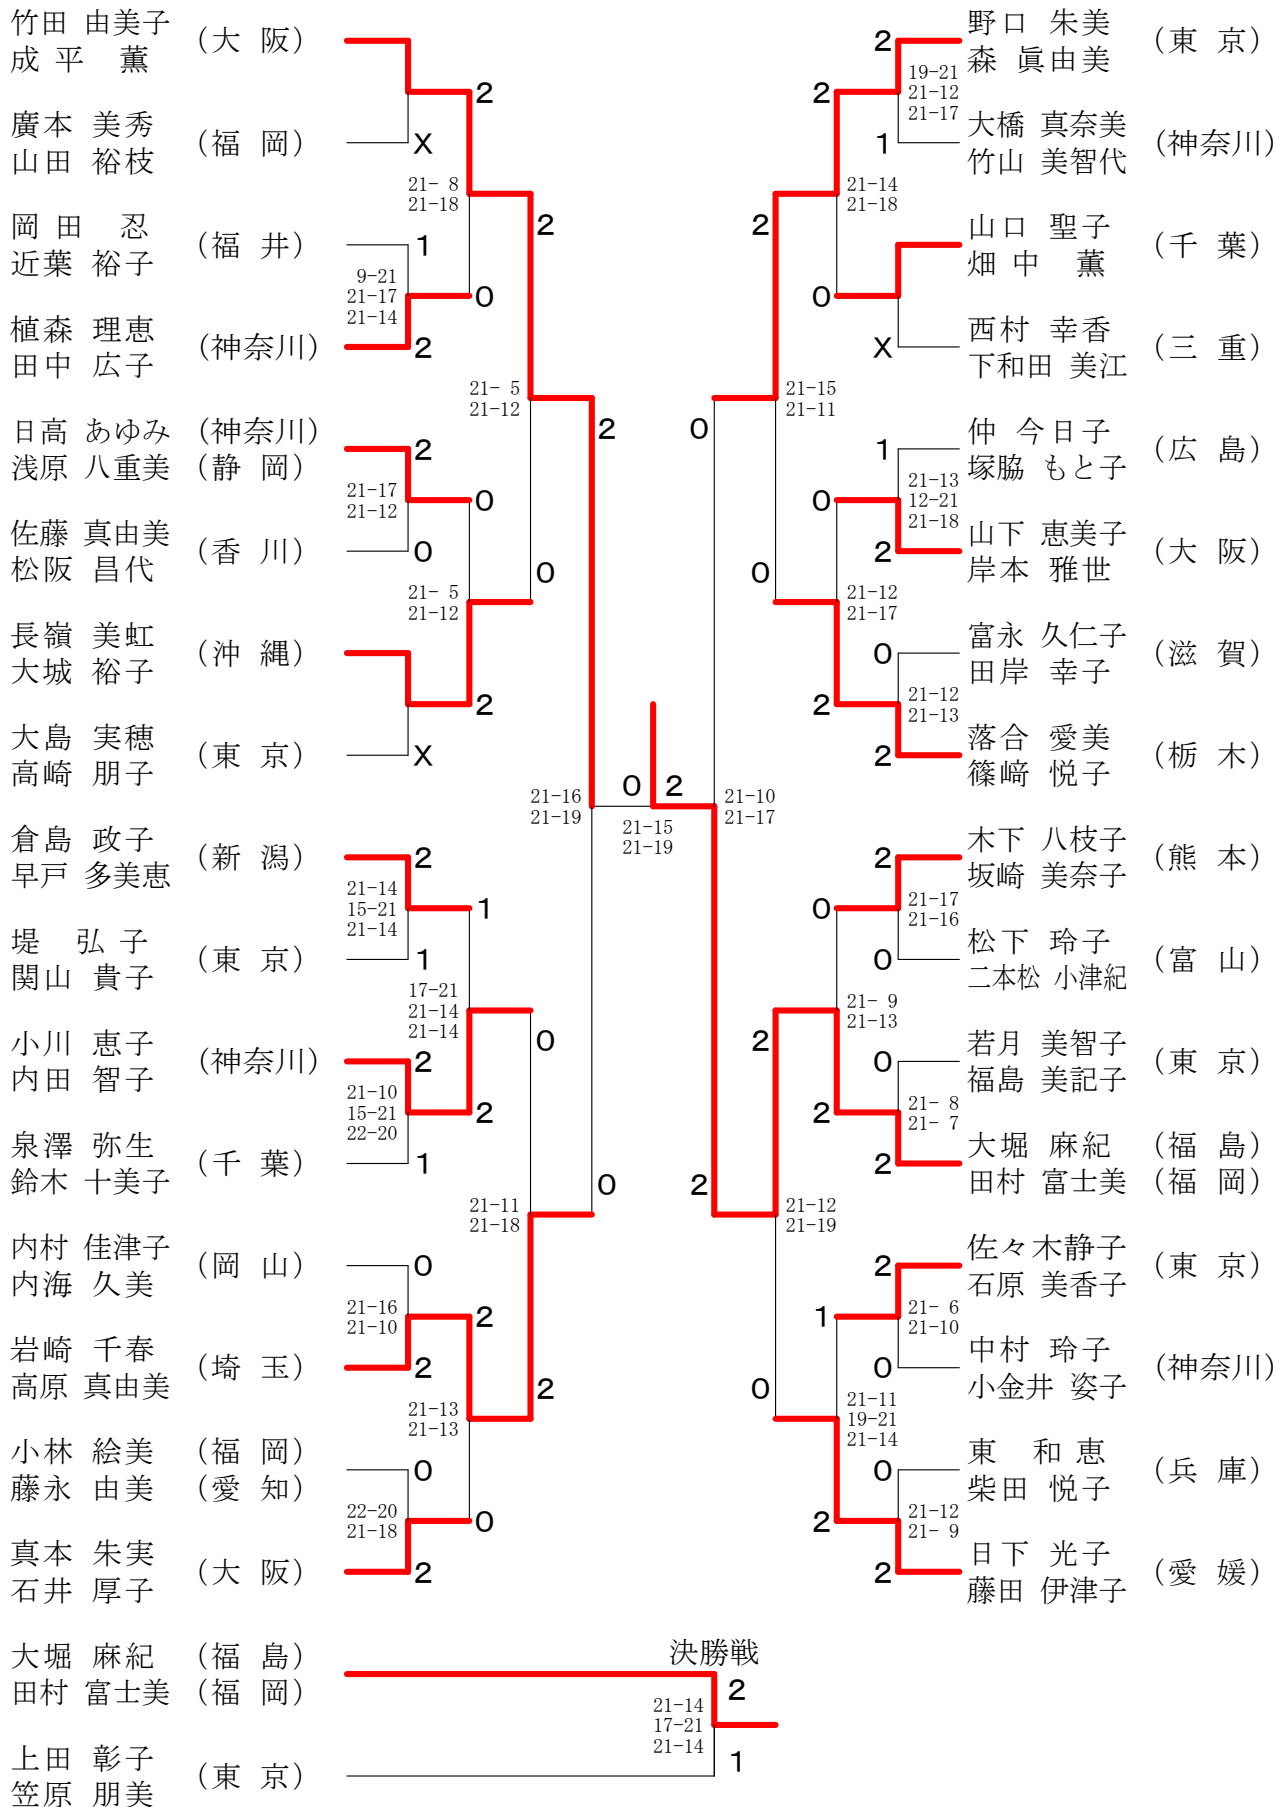 竹田 由美子
成平 薫
(大 阪)
2
廣本 美秀
山田 裕枝
(福 岡)
X
21- 8
21-18
2
岡田 忍
近葉 裕子
(福 井)
1
9-21
21-17
21-14
0
植森 理恵
田中 広子
(神奈川)
2
21- 5
21-12
2
日高 あゆみ (神奈川)
浅原 八重美 (静 岡)
2
21-17
21-12
0
佐藤 真由美
松阪 昌代
(香 川)
0
21- 5
21-12
0
長嶺 美虹
大城 裕子
(沖 縄)
2
大島 実穂
高崎 朋子
(東 京)
X
21-16
21-19
倉島 政子
早戸 多美恵
(新 潟)
2
21-14
15-21
21-14
1
堤 弘子
関山 貴子
(東 京)
1
17-21
21-14
21-14
0
小川 恵子
内田 智子
(神奈川)
2
21-10
15-21
22-20
2
泉澤 弥生
鈴木 十美子
(千 葉)
1
21-11
21-18
0
内村 佳津子
内海 久美
(岡 山)
0
21-16
21-10
2
岩崎 千春
高原 真由美
(埼 玉)
2
21-13
21-13
2
小林 絵美 (福 岡)
藤永 由美 (愛 知)
0
22-20
21-18
0
真本 朱実
石井 厚子
(大 阪)
2
0
2
21-15
21-19
2
野口 朱美
森 眞由美
(東 京)
19-21
21-12
21-17
2
1
大橋 真奈美
竹山 美智代
(神奈川)
21-14
21-18
2
山口 聖子
畑中 薫
(千 葉)
0
X
西村 幸香
下和田 美江
(三 重)
21-15
21-11
0
1
仲 今日子
塚脇 もと子
(広 島)
21-13
12-21
21-18
0
2
山下 恵美子
岸本 雅世
(大 阪)
21-12
21-17
0
0
富永 久仁子
田岸 幸子
(滋 賀)
21-12
21-13
2
2
落合 愛美
篠﨑 悦子
(栃 木)
21-10
21-17
2
木下 八枝子
坂崎 美奈子
(熊 本)
21-17
21-16
0
0
松下 玲子
二本松 小津紀
(富 山)
21- 9
21-13
2
0
若月 美智子
福島 美記子
(東 京)
21- 8
21- 7
2
2
大堀 麻紀 (福 島)
田村 富士美 (福 岡)
2
21-12
21-19
2
佐々木静子
石原 美香子
(東 京)
21- 6
21-10
1
0
中村 玲子
小金井 姿子
(神奈川)
21-11
19-21
21-14
0
0
東 和恵
柴田 悦子
(兵 庫)
21-12
21- 9
2
2
日下 光子
藤田 伊津子
(愛 媛)
決勝戦
大堀 麻紀 (福 島)
田村 富士美 (福 岡)
2
21-14
17-21
21-14
上田 彰子
笠原 朋美
(東 京)
1